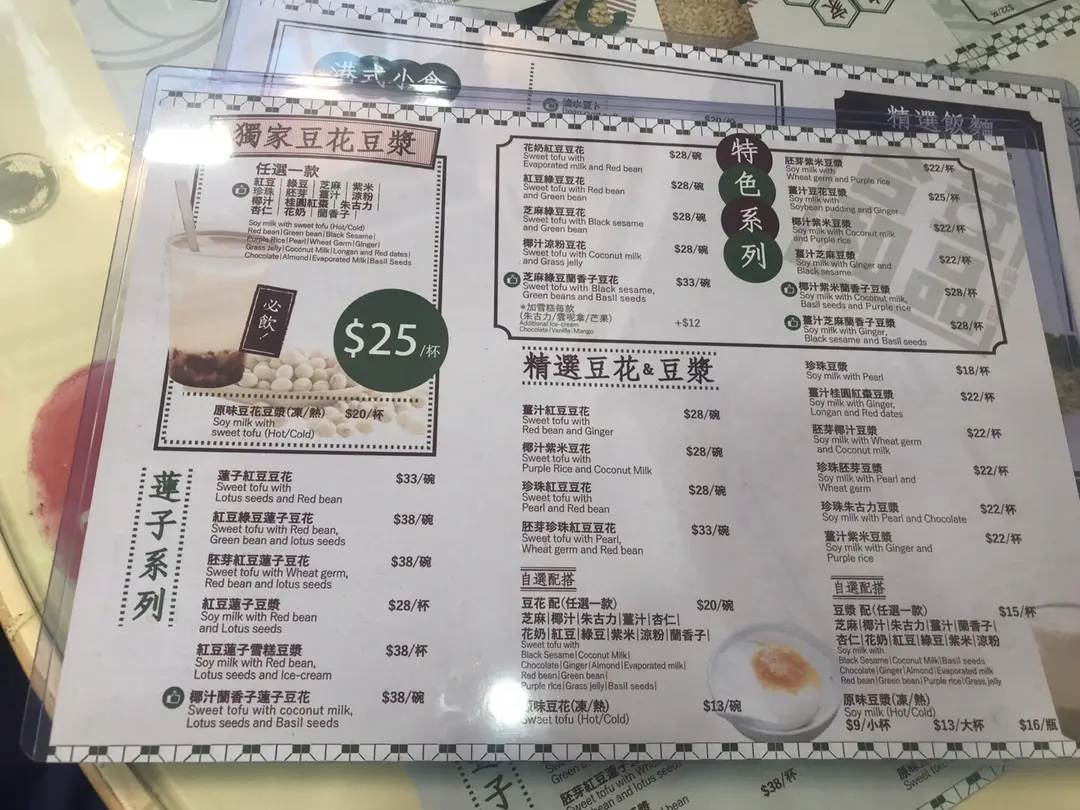 港式小食
滷水豆卜
精選飯麵
$22/杯
獨家豆花豆漿
任選一款
紅豆 | 綠豆 | 芝麻 | 紫米 |
珍珠 | 胚芽 | 薑汁 | 涼粉 |
椰汁 | 桂圓紅棗 | 朱古力
杏仁 | 花奶 | 蘭香子 |
Soy milk with sweet tofu (Hot/Cold)
Red bean|Green bean|Black Sesame|
Purple Rice|Pearl|Wheat Germ|Ginger|
Grass Jelly|Coconut Milk|Longan and Red dates|
Chocolate|Almond|Evaporated Milk|Basil Seeds
必飲!
$25/杯
原味豆花豆漿(凍/熱) $20/杯
Soy milk with
sweet tofu (Hot/Cold)
蓮子系列
蓮子紅豆豆花 $33/碗
Sweet tofu with
Lotus seeds and Red bean
紅豆綠豆蓮子豆花 $38/碗
Sweet tofu with Red bean,
Green bean and lotus seeds
胚芽紅豆蓮子豆花 $38/碗
Sweet tofu with Wheat germ,
Red bean and lotus seeds
紅豆蓮子豆漿 $28/杯
Soy milk with Red bean
and Lotus seeds
紅豆蓮子雪糕豆漿 $38/杯
Soy milk with Red bean,
Lotus seeds and Ice-cream
椰汁蘭香子蓮子豆花 $38/碗
Sweet tofu with coconut milk,
Lotus seeds and Basil seeds
特色系列
花奶紅豆豆花 $28/碗
Sweet tofu with
Evaporated milk and Red bean
紅豆綠豆豆花 $28/碗
Sweet tofu with Red bean
and Green bean
芝麻綠豆豆花 $28/碗
Sweet tofu with Black sesame
and Green bean
椰汁涼粉豆花 $28/碗
Sweet tofu with Coconut milk
and Grass jelly
芝麻綠豆蘭香子豆花 $33/碗
Sweet tofu with Black sesame,
Green beans and Basil seeds
*加雪糕每款
(朱古力/雲呢拿/芒果) +$12
Additional Ice-cream
Chocolate|Vanilla|Mango
胚芽紫米豆漿 $22/杯
Soy milk with
Wheat germ and Purple rice
薑汁豆花豆漿 $25/杯
Soy milk with
Soybean pudding and Ginger
椰汁紫米豆漿 $22/杯
Soy milk with Coconut milk
and Purple rice
薑汁芝麻豆漿 $22/杯
Soy milk with Ginger and
Black sesame
椰汁紫米蘭香子豆漿 $28/杯
Soy milk with Coconut milk,
Basil seeds and Purple rice
薑汁芝麻蘭香子豆漿 $28/杯
Soy milk with Ginger,
Black sesame and Basil seeds
精選豆花&豆漿
薑汁紅豆豆花 $28/碗
Sweet tofu with
Red bean and Ginger
椰汁紫米豆花 $28/碗
Sweet tofu with
Purple Rice and Coconut Milk
珍珠紅豆豆花 $28/碗
Sweet tofu with
Pearl and Red bean
胚芽珍珠紅豆豆花 $33/碗
Sweet tofu with Pearl,
Wheat germ and Red bean
自選配搭
豆花 配(任選一款) $20/碗
芝麻|椰汁|朱古力|薑汁|杏仁|
花奶|紅豆|綠豆|紫米|涼粉|蘭香子|
Sweet tofu with
Black Sesame|Coconut Milk|
Chocolate|Ginger|Almond|Evaporated milk|
Red bean|Green bean|
Purple rice|Grass jelly|Basil seeds|
味豆花(凍/熱) $13/碗
Sweet tofu (Hot/Cold)
珍珠豆漿 $18/杯
Soy milk with Pearl
薑汁桂圓紅棗豆漿 $22/杯
Soy milk with Ginger,
Longan and Red dates
胚芽椰汁豆漿 $22/杯
Soy milk with Wheat germ
and Coconut milk
珍珠胚芽豆漿 $22/杯
Soy milk with Pearl and
Wheat germ
珍珠朱古力豆漿 $22/杯
Soy milk with Pearl and Chocolate
薑汁紫米豆漿 $22/杯
Soy milk with Ginger and
Purple rice
自選配搭
豆漿 配(任選一款) $15/杯
芝麻|椰汁|朱古力|薑汁|蘭香子|
杏仁|花奶|紅豆|綠豆|紫米|涼粉
Soy milk with
Black Sesame|Coconut Milk|Basil seeds
Chocolate|Ginger|Almond|Evaporated milk
Red bean|Green bean|Purple rice|Grass jelly
原味豆漿(凍/熱)
Soy milk (Hot/Cold)
$9/小杯 $13/大杯 $16/瓶
胚芽紅豆蓮子 $38/杯